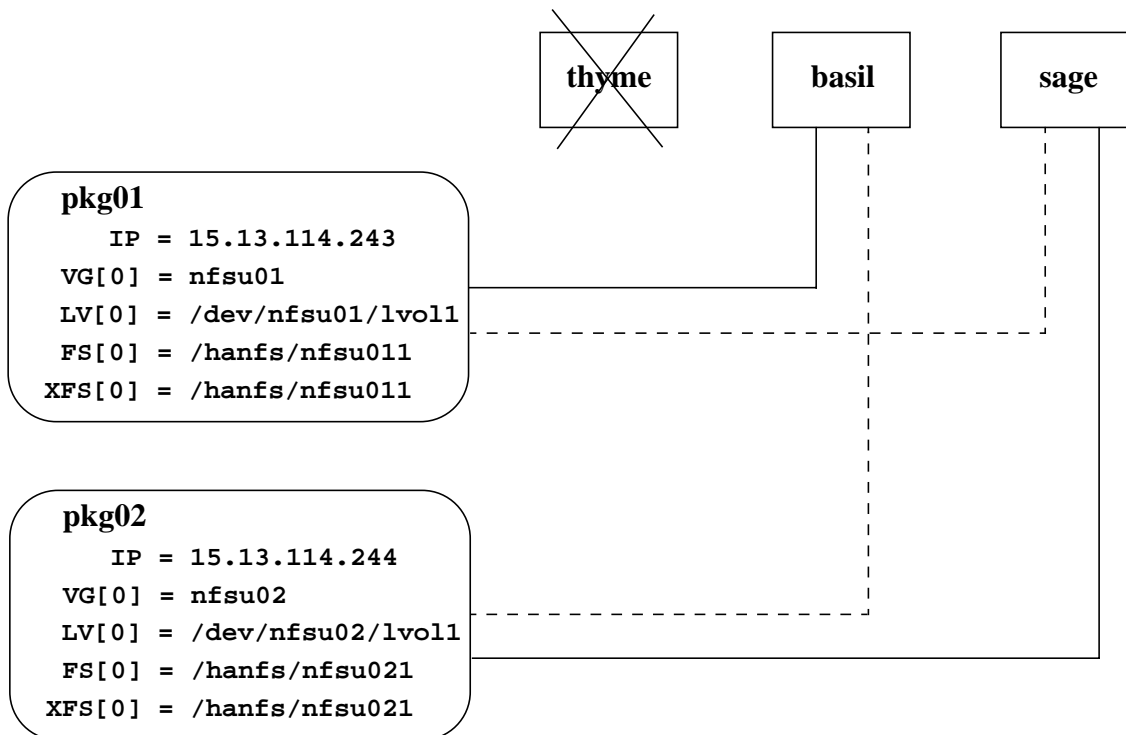 thyme
basil
sage
pkg01
IP = 15.13.114.243
VG[0] = nfsu01
LV[0] = /dev/nfsu01/lvol1
FS[0] = /hanfs/nfsu011
XFS[0] = /hanfs/nfsu011
pkg02
IP = 15.13.114.244
VG[0] = nfsu02
LV[0] = /dev/nfsu02/lvol1
FS[0] = /hanfs/nfsu021
XFS[0] = /hanfs/nfsu021